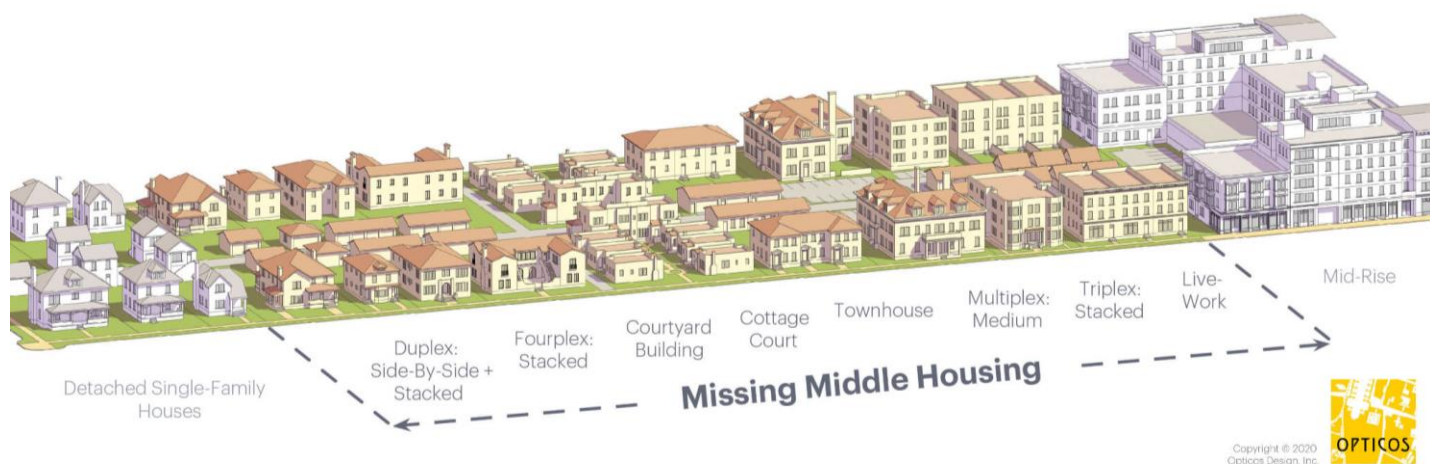 Detached Single-Family
Houses
Duplex:
Side-By-Side +
Stacked
Fourplex:
Stacked
Courtyard
Building
Cottage
Court
Townhouse
Multiplex:
Medium
Triplex:
Stacked
Live-
Work
Mid-Rise
Missing Middle Housing
Copyright © 2020
Opticos Design, Inc.
OPTICOS